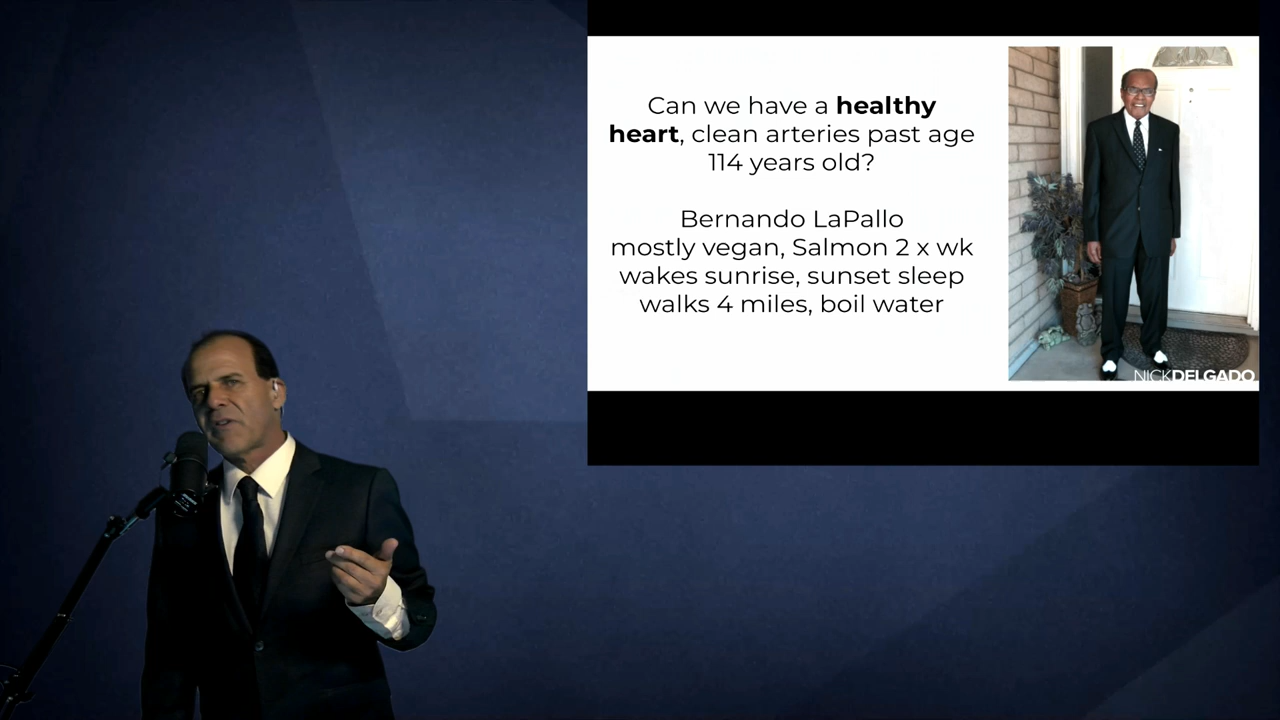 Can we have a healthy
heart, clean arteries past age
114 years old?
Bernando LaPallo
mostly vegan, Salmon 2 x wk
wakes sunrise, sunset sleep
walks 4 miles, boil water
NICKDELGADO